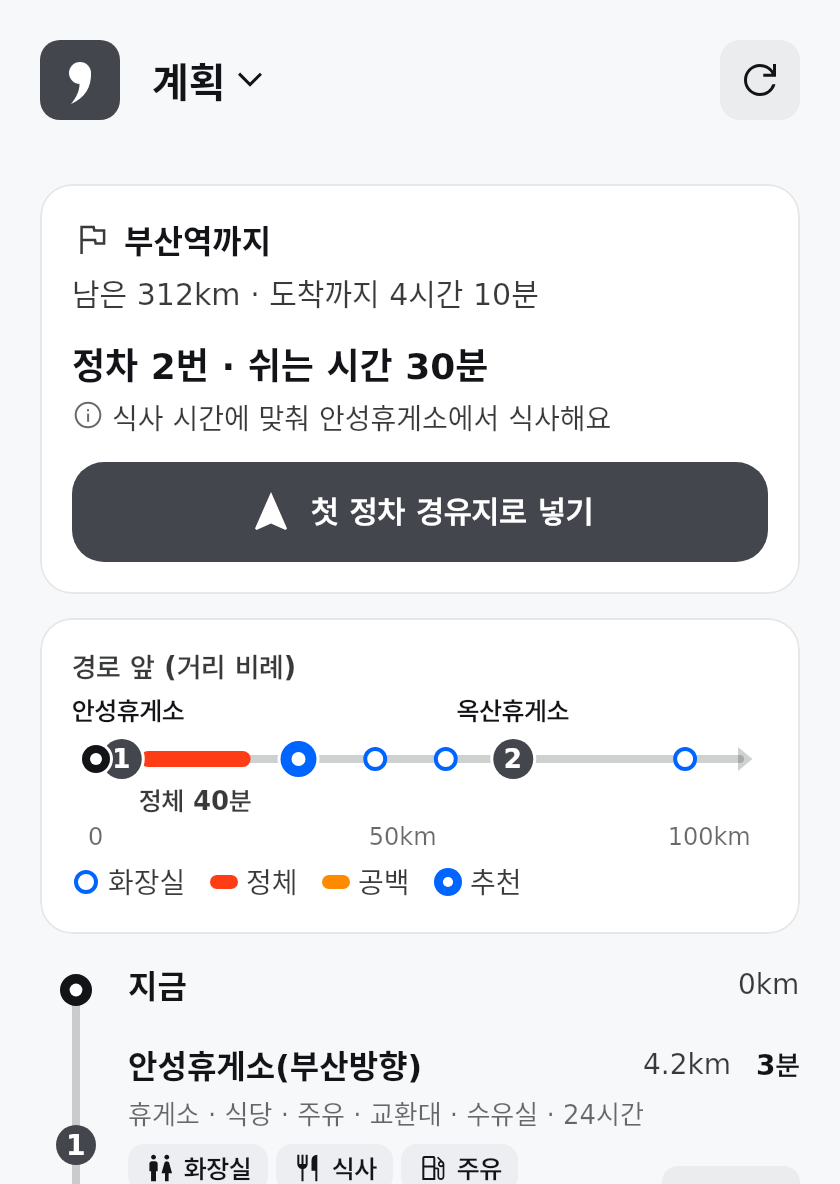 계획
부산역까지
남은 312km · 도착까지 4시간 10분
정차 2번 · 쉬는 시간 30분
식사 시간에 맞춰 안성휴게소에서 식사해요
첫 정차 경유지로 넣기
경로 앞 (거리 비례)
안성휴게소 옥산휴게소
1 2
정체 40분
0 50km 100km
화장실 정체 공백 추천
지금 0km
안성휴게소(부산방향) 4.2km 3분
휴게소 · 식당 · 주유 · 교환대 · 수유실 · 24시간
1
화장실 식사 주유